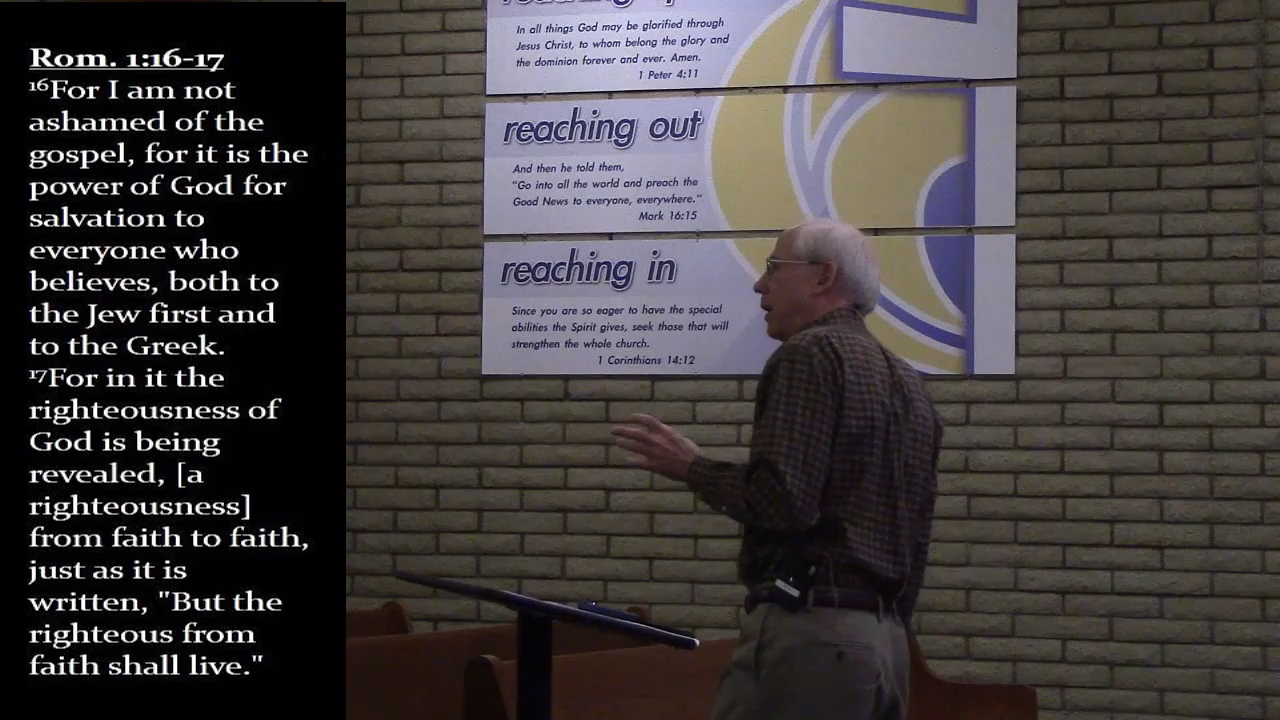 Rom. 1:16-17
¹⁶For I am not
ashamed of the
gospel, for it is the
power of God for
salvation to
everyone who
believes, both to
the Jew first and
to the Greek.
¹⁷For in it the
righteousness of
God is being
revealed, [a
righteousness]
from faith to faith,
just as it is
written, "But the
righteous from
faith shall live."
In all things God may be glorified through
Jesus Christ, to whom belong the glory and
the dominion forever and ever. Amen.
1 Peter 4:11
reaching out
And then he told them,
"Go into all the world and preach the
Good News to everyone, everywhere."
Mark 16:15
reaching in
Since you are so eager to have the special
abilities the Spirit gives, seek those that will
strengthen the whole church.
1 Corinthians 14:12